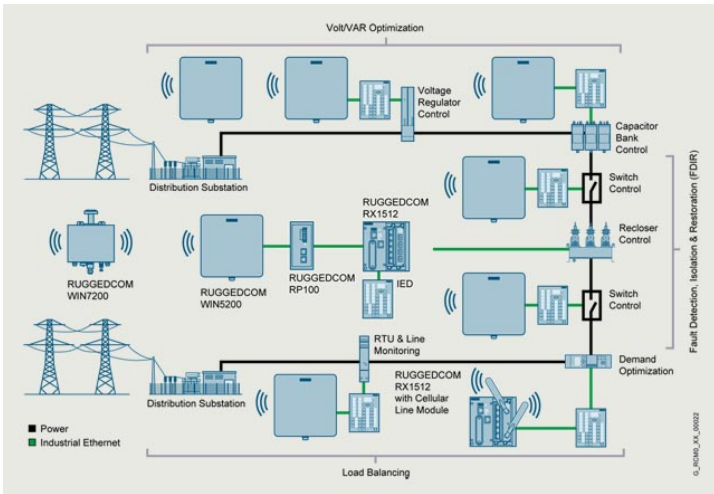 Volt/VAR Optimization
Voltage
Regulator
Control
Capacitor
Bank
Control
Distribution Substation
Switch
Control
RUGGEDCOM
RX1512
Recloser
Control
RUGGEDCOM
WIN7200
RUGGEDCOM
WIN5200
RUGGEDCOM
RP100
IED
Switch
Control
Fault Detection, Isolation & Restoration (FDIR)
RTU & Line
Monitoring
Demand
Optimization
RUGGEDCOM
RX1512
with Cellular
Line Module
Distribution Substation
Power
Industrial Ethernet
Load Balancing
G_RCM0_XX_00022